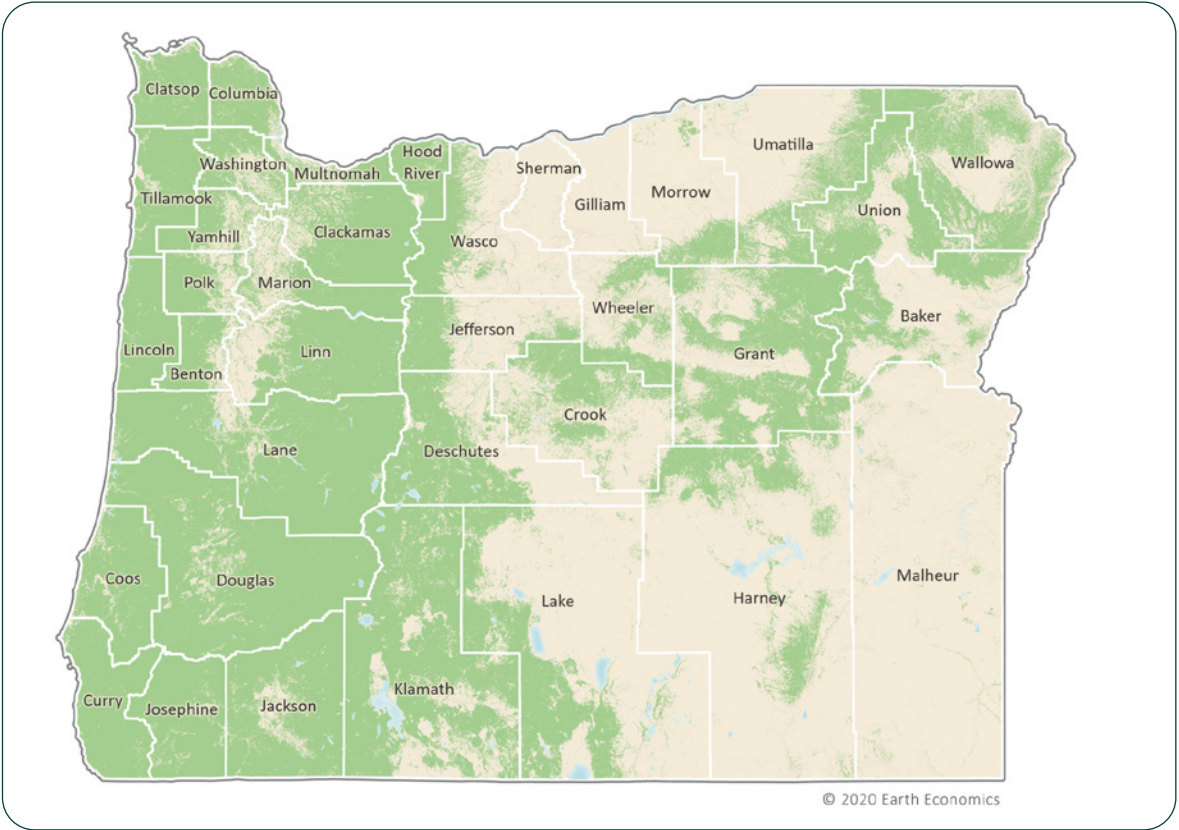 Clatsop
Columbia
Washington
Multnomah
Hood
River
Sherman
Umatilla
Wallowa
Tillamook
Gilliam
Morrow
Union
Yamhill
Clackamas
Wasco
Polk
Marion
Wheeler
Baker
Jefferson
Lincoln
Linn
Grant
Benton
Crook
Lane
Deschutes
Coos
Douglas
Lake
Harney
Malheur
Curry
Josephine
Jackson
Klamath
© 2020 Earth Economics